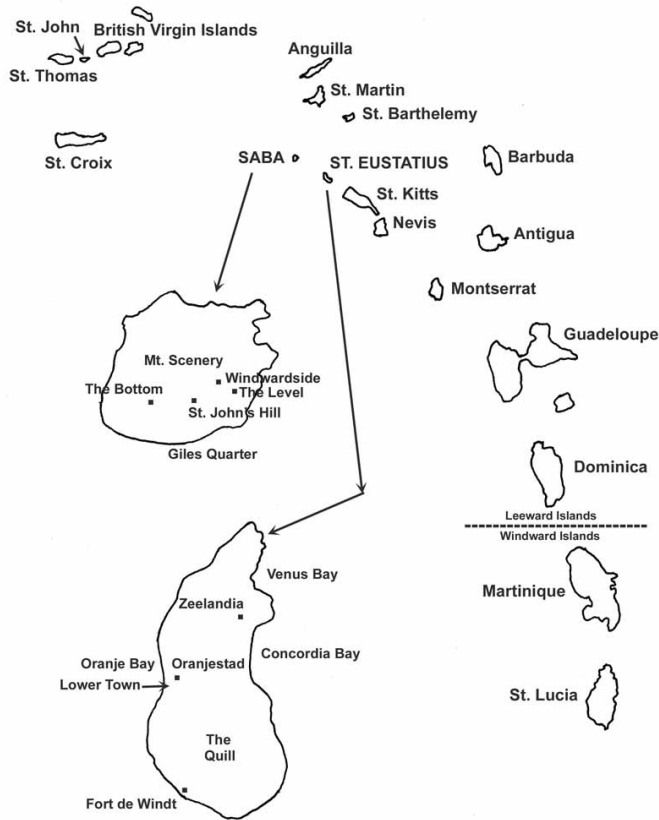 St. John
British Virgin Islands
St. Thomas
Anguilla
St. Martin
St. Barthelemy
St. Croix
SABA
ST. EUSTATIUS
Barbuda
St. Kitts
Nevis
Antigua
Montserrat
Guadeloupe
Mt. Scenery
Windwardside
The Bottom
The Level
St. John's Hill
Giles Quarter
Dominica
Leeward Islands
Windward Islands
Venus Bay
Martinique
Zeelandia
Concordia Bay
Oranje Bay
Oranjestad
Lower Town
St. Lucia
The
Quill
Fort de Windt